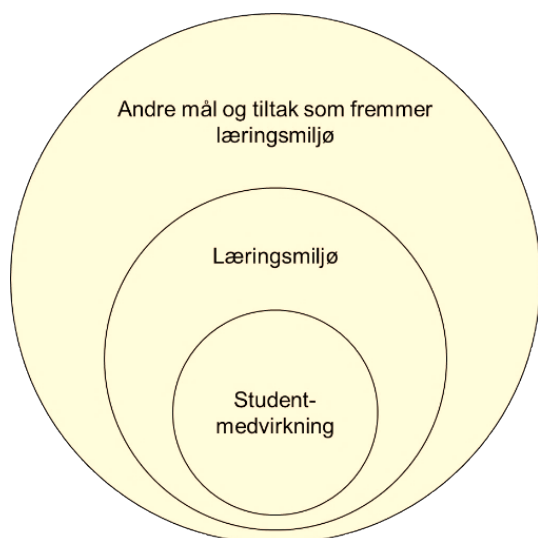 Andre mål og tiltak som fremmer
læringsmiljø
Læringsmiljø
Student-
medvirkning